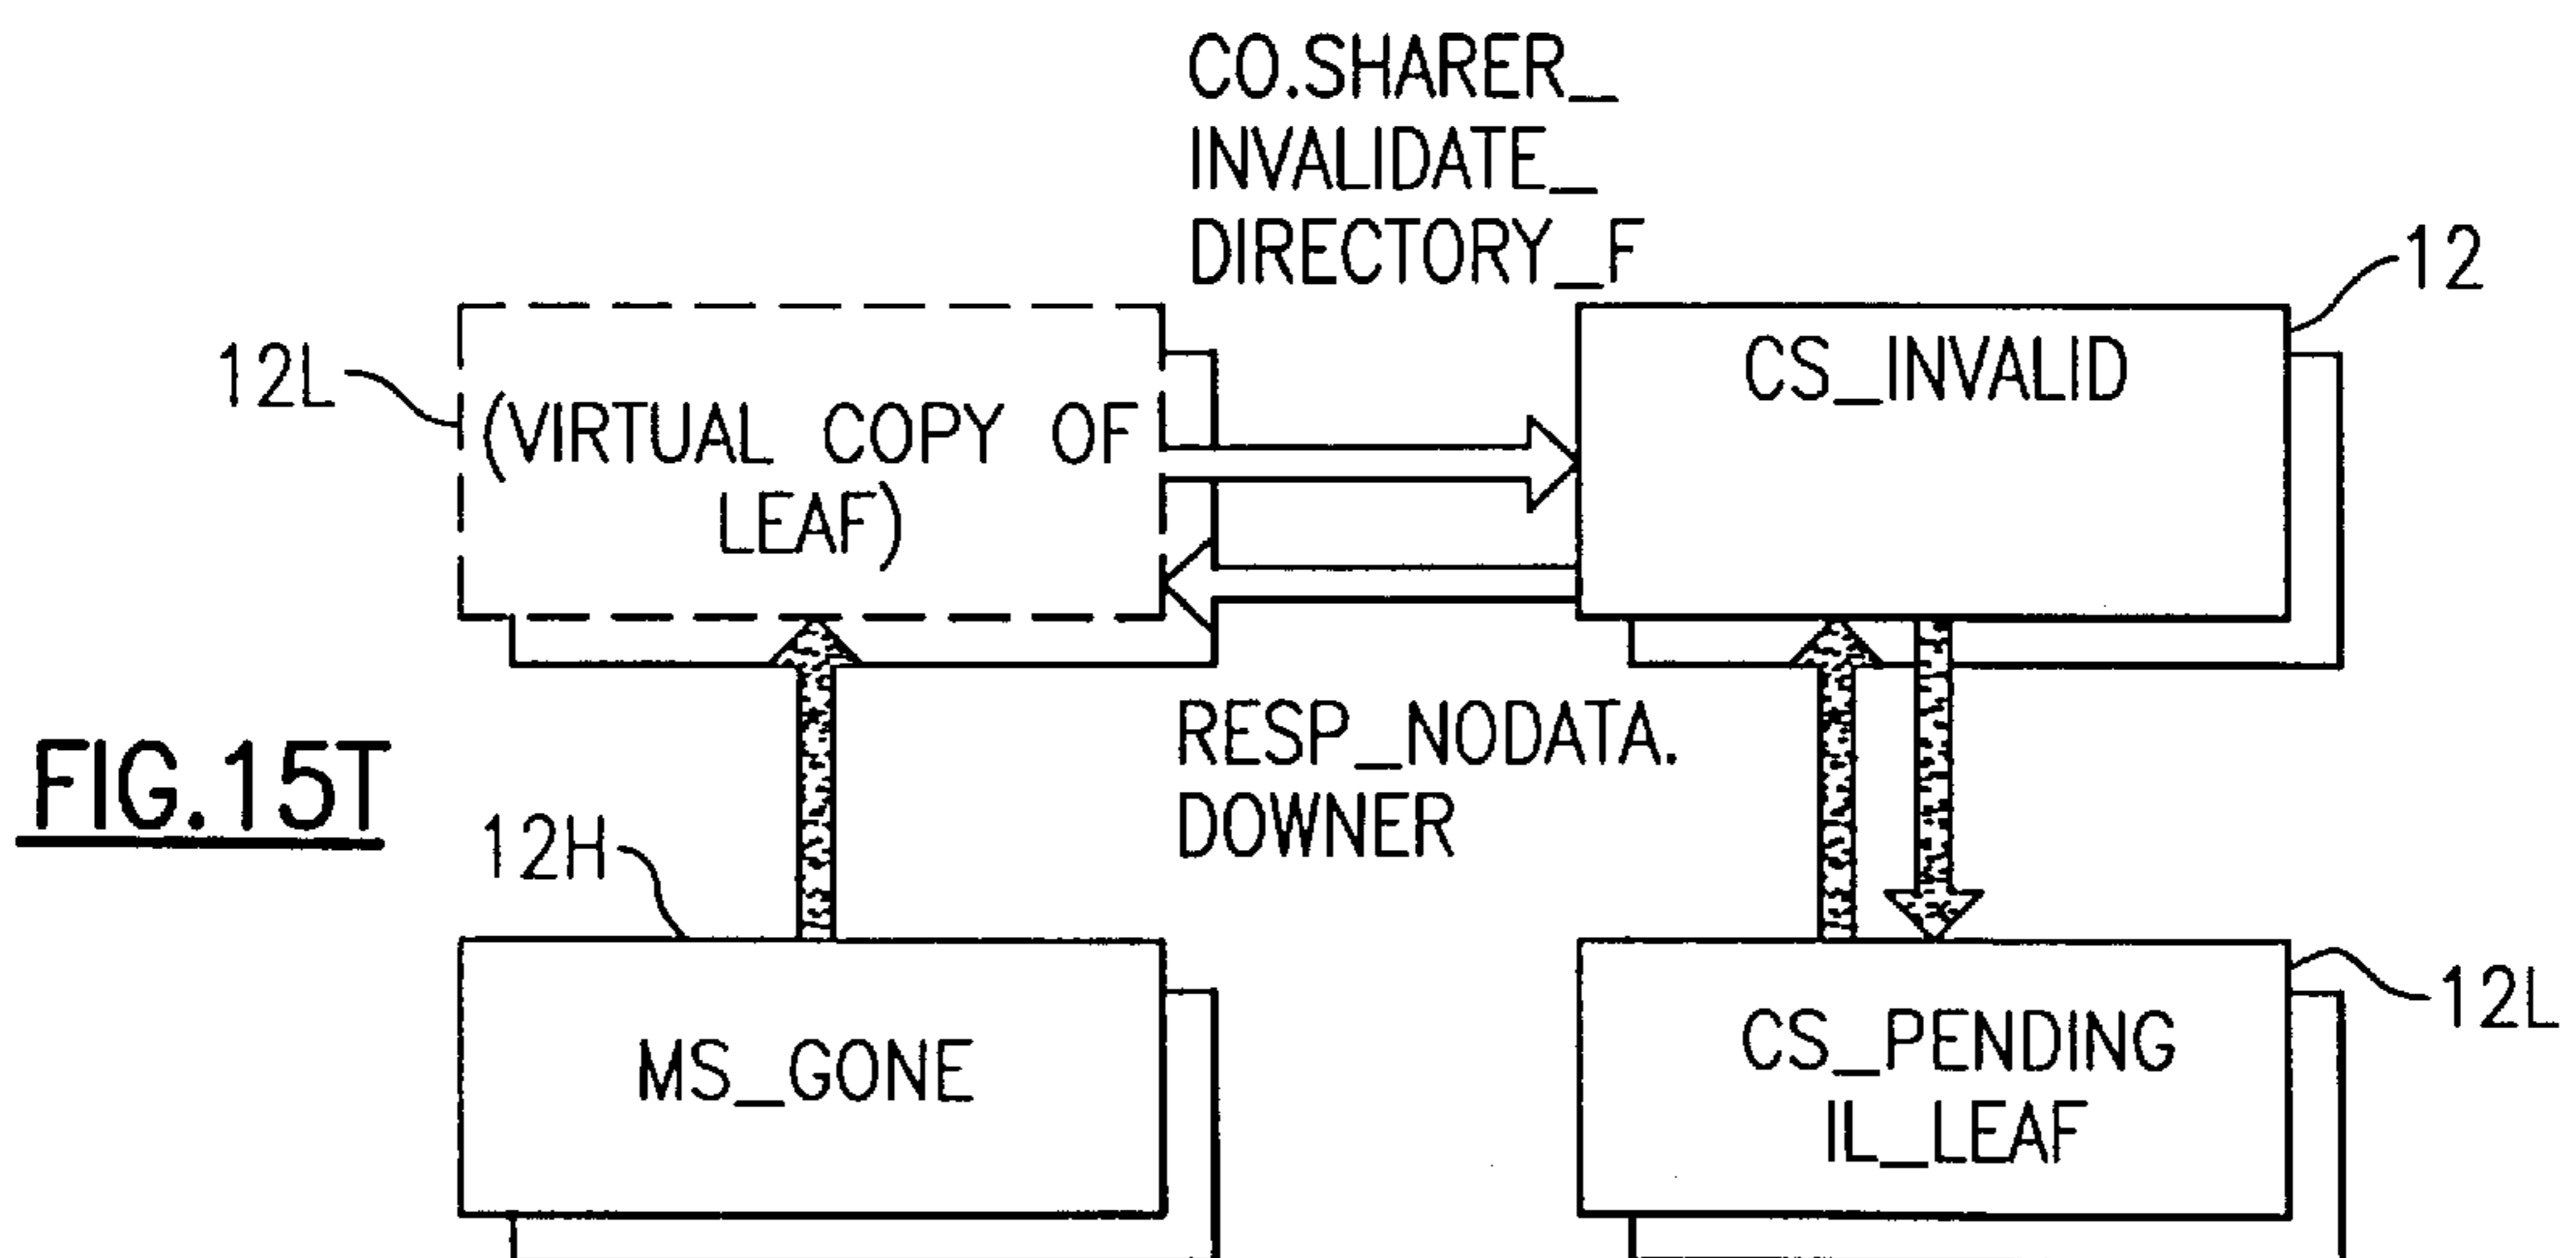 CO.SHARER_
INVALIDATE_
DIRECTORY_F
12
CS_INVALID
12L
(VIRTUAL COPY OF
LEAF)
RESP_NODATA.
DOWNER
FIG.15T
12H
MS_GONE
12L
CS_PENDING
IL_LEAF